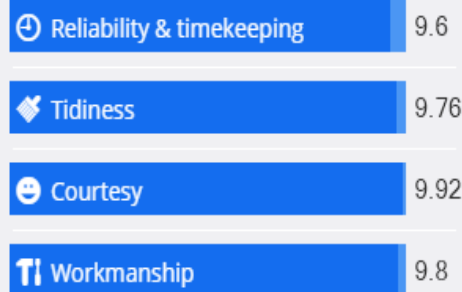 Reliability & timekeeping 9.6
Tidiness 9.76
Courtesy 9.92
Workmanship 9.8